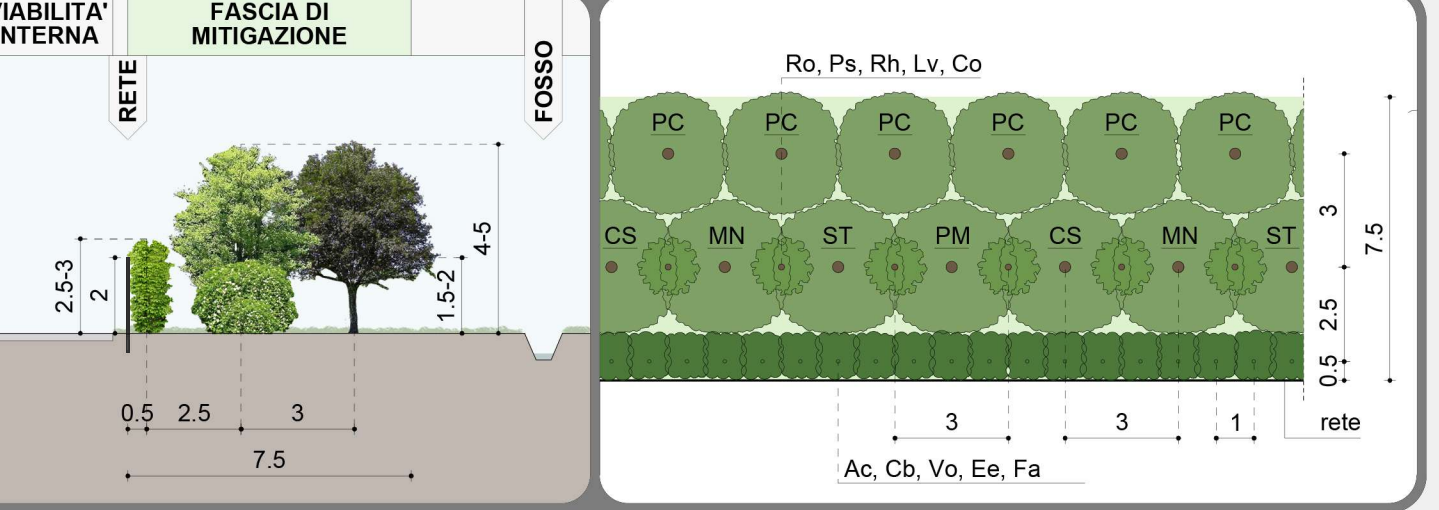 VIABILITA'
INTERNA
FASCIA DI
MITIGAZIONE
RETE
FOSSO
2.5-3
2
1.5-2
4-5
0.5 2.5 3
7.5
Ro, Ps, Rh, Lv, Co
PC PC PC PC PC PC
CS MN ST PM CS MN ST
3
7.5
2.5
0.5
3 3 1 rete
Ac, Cb, Vo, Ee, Fa